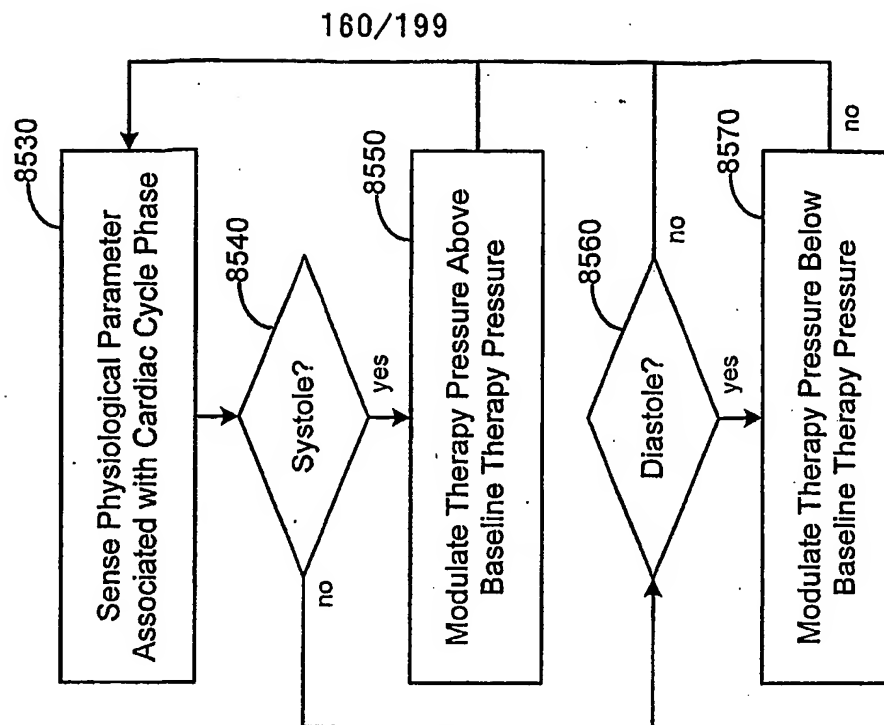 160/199
8530
Sense Physiological Parameter
Associated with Cardiac Cycle Phase
8540
Systole?
no
yes
8550
Modulate Therapy Pressure Above
Baseline Therapy Pressure
8560
Diastole?
no
yes
8570
Modulate Therapy Pressure Below
Baseline Therapy Pressure
no